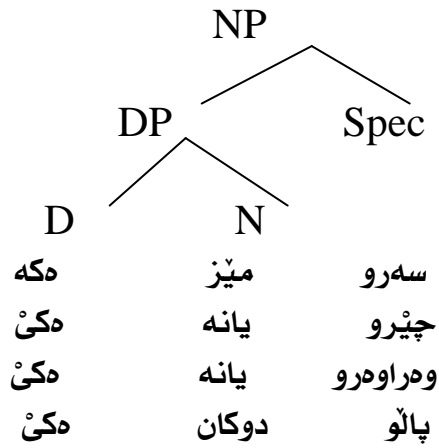 NP
DP Spec
D N
سەرو مێز ەکە
چێرو یانە ەکێ
وەراوەرو یانە ەکێ
پاڵو دوکان ەکێ